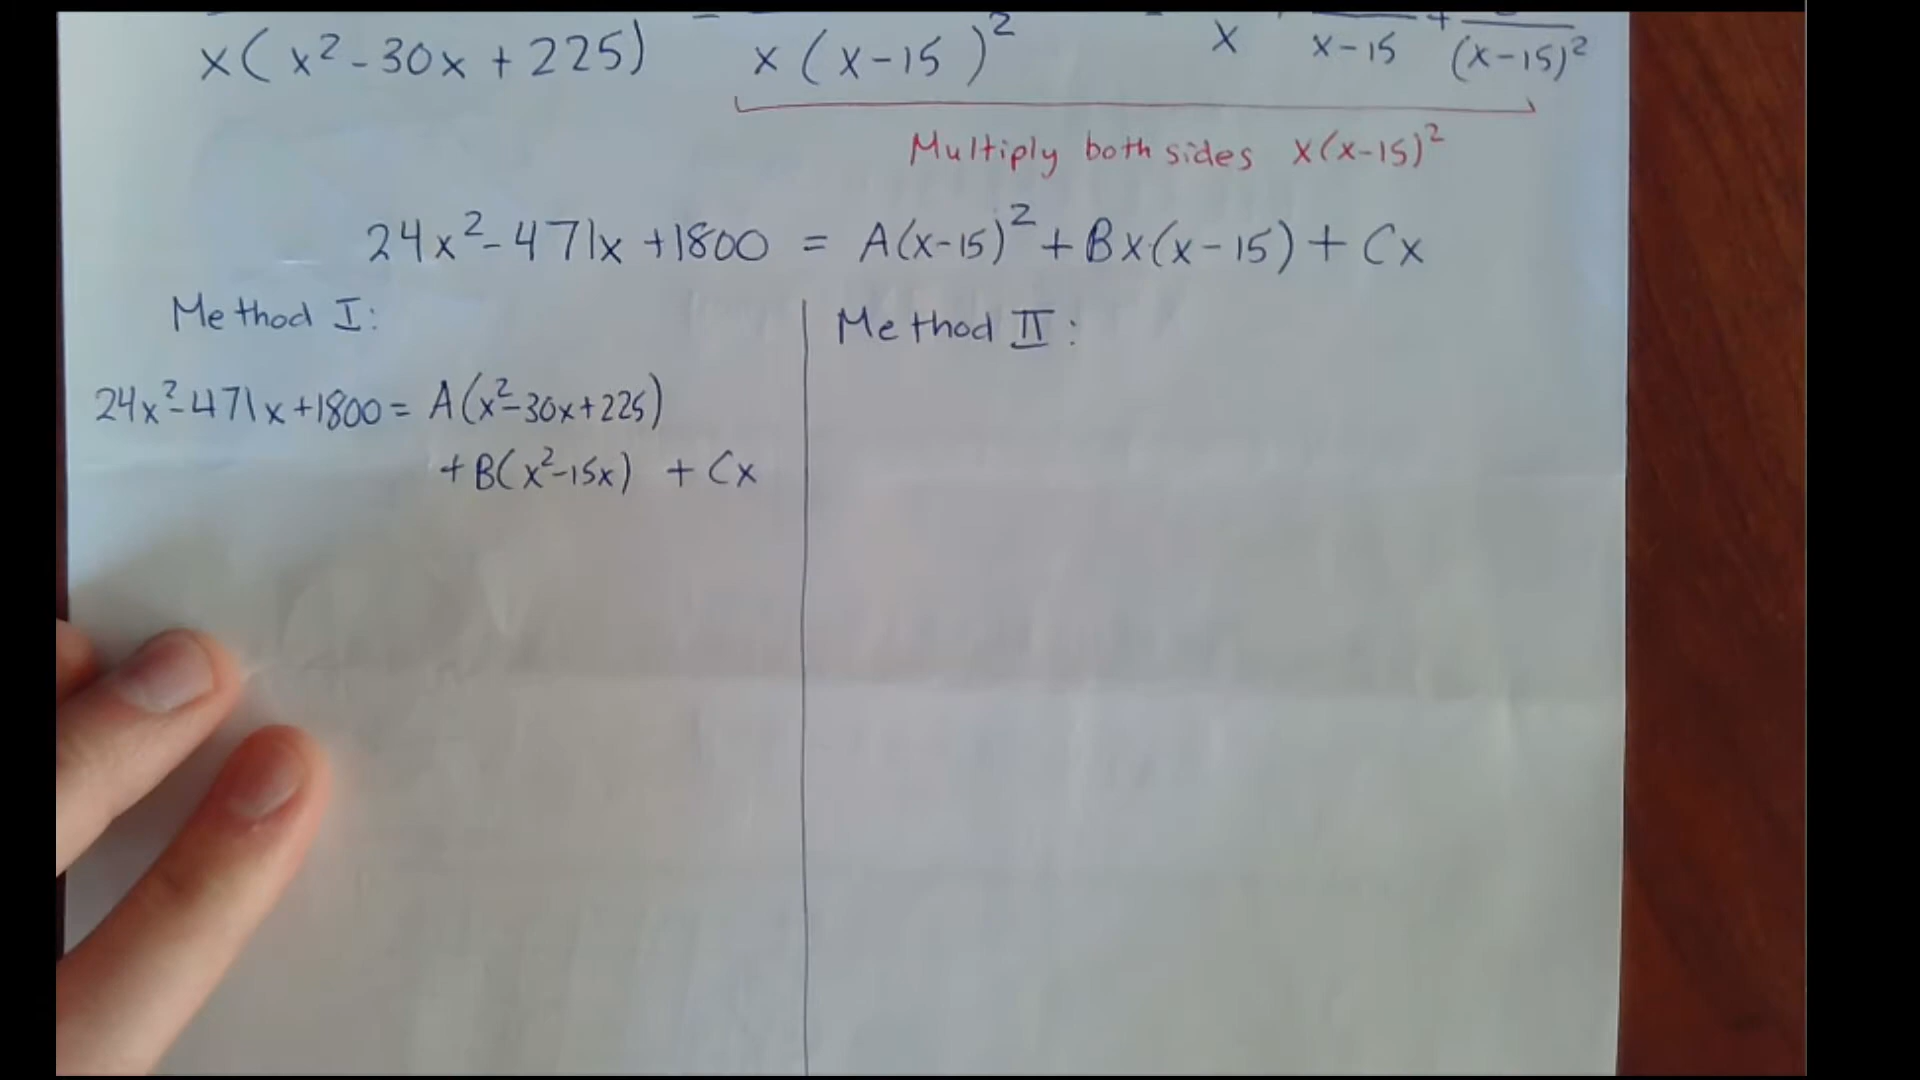 x(x²-30x+225) x(x-15)² x x-15 + (x-15)²
Multiply both sides x(x-15)²
24x²-471x+1800 = A(x-15)²+Bx(x-15)+Cx
Method I:
24x²-471x+1800= A(x²-30x+225)
+B(x²-15x) + Cx
Method II: